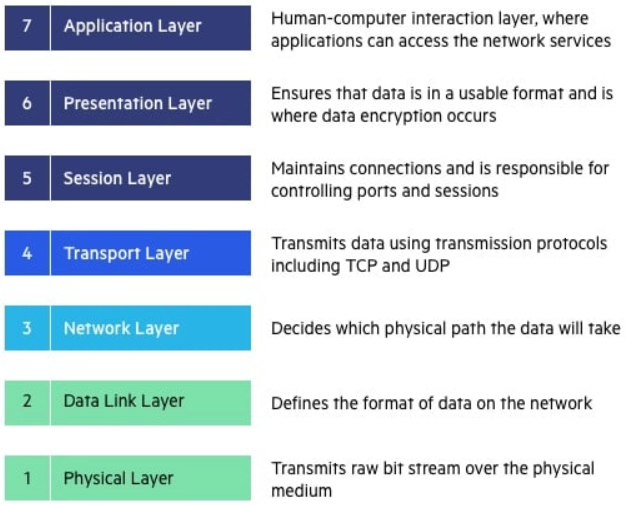 7 Application Layer
Human-computer interaction layer, where
applications can access the network services
6 Presentation Layer
Ensures that data is in a usable format and is
where data encryption occurs
5 Session Layer
Maintains connections and is responsible for
controlling ports and sessions
4 Transport Layer
Transmits data using transmission protocols
including TCP and UDP
3 Network Layer
Decides which physical path the data will take
2 Data Link Layer
Defines the format of data on the network
1 Physical Layer
Transmits raw bit stream over the physical
medium